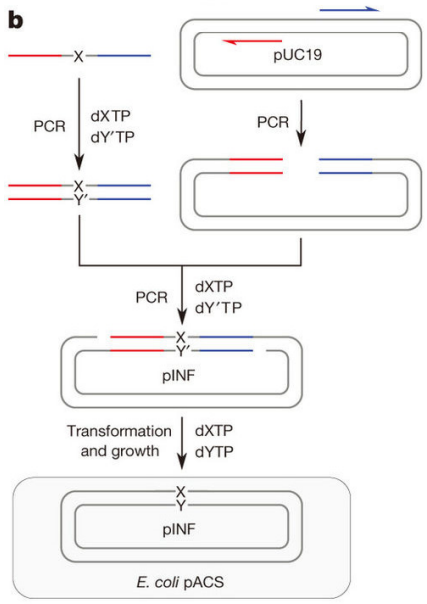 b
X
pUC19
PCR
dXTP
dY′TP
PCR
X
Y′
PCR
dXTP
dY′TP
X
Y′
pINF
Transformation
and growth
dXTP
dYTP
X
Y
pINF
E. coli pACS